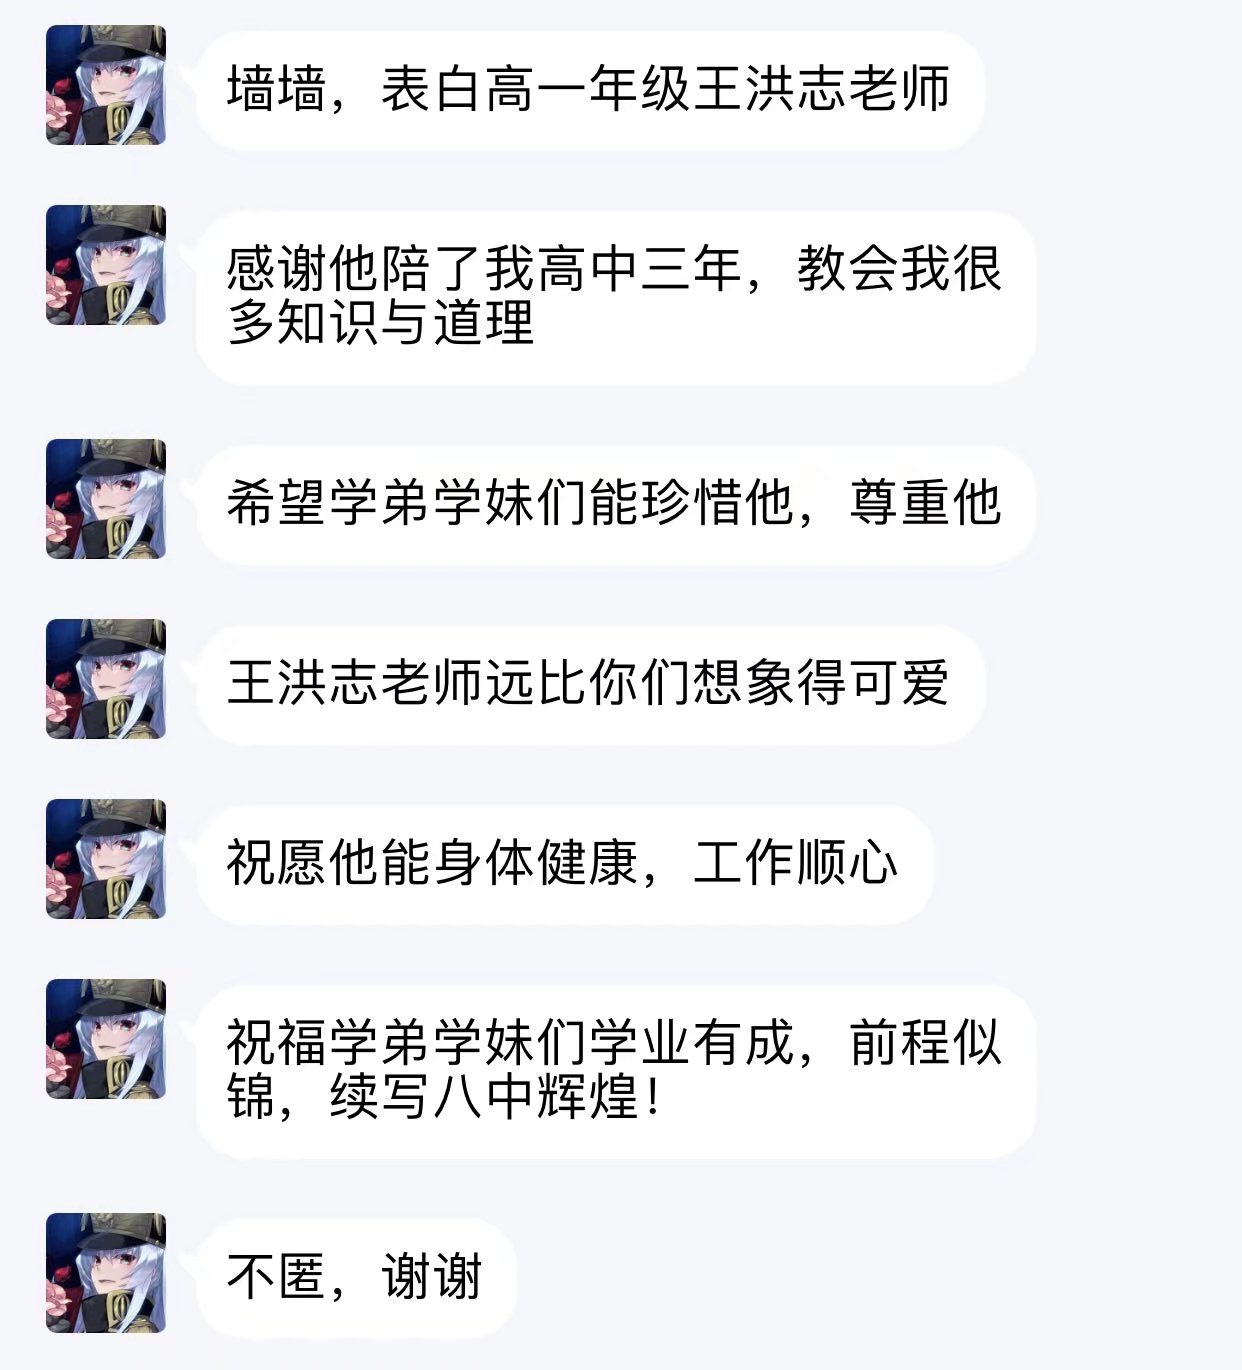 墙墙，表白高一年级王洪志老师
感谢他陪了我高中三年，教会我很
多知识与道理
希望学弟学妹们能珍惜他，尊重他
王洪志老师远比你们想象得可爱
祝愿他能身体健康，工作顺心
祝福学弟学妹们学业有成，前程似
锦，续写八中辉煌！
不匿，谢谢